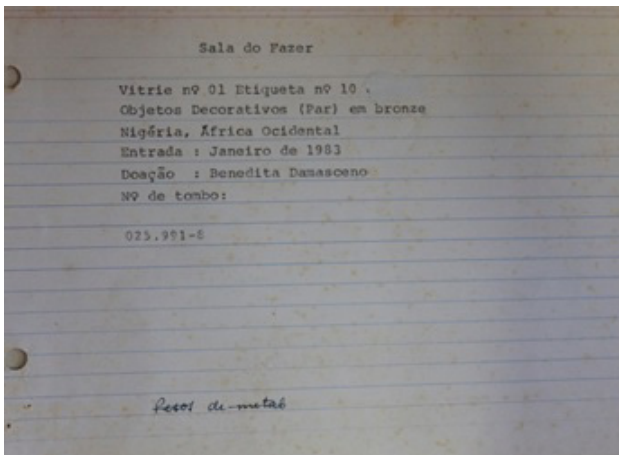 Sala do Fazer
Vitrie nº 01 Etiqueta nº 10 .
Objetos Decorativos (Par) em bronze
Nigéria, África Ocidental
Entrada : Janeiro de 1983
Doação : Benedita Damasceno
Nº de tombo:
025.991-8
Pesos de-metal